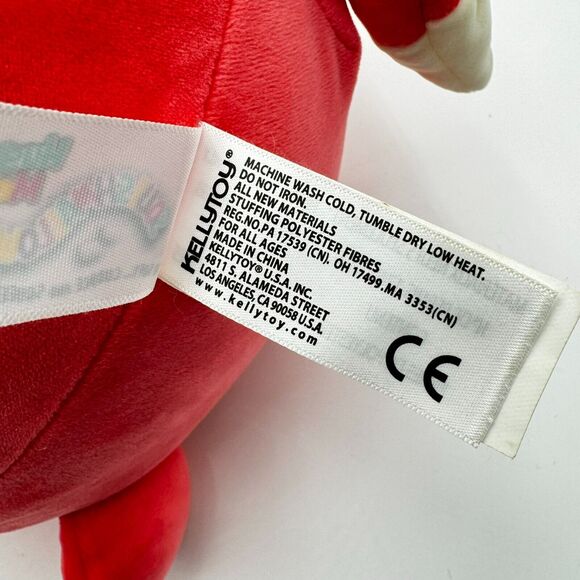 KELLYTOY®
MACHINE WASH COLD, TUMBLE DRY LOW HEAT.
DO NOT IRON.
ALL NEW MATERIALS
STUFFING POLYESTER FIBRES
REG.NO.PA 17539 (CN). OH 17499 .MA 3353(CN)
FOR ALL AGES
MADE IN CHINA
KELLYTOY® U.S.A. INC.
4811 S. ALAMEDA STREET
LOS ANGELES, CA 90058 U.S.A.
www.kellytoy.com
CE